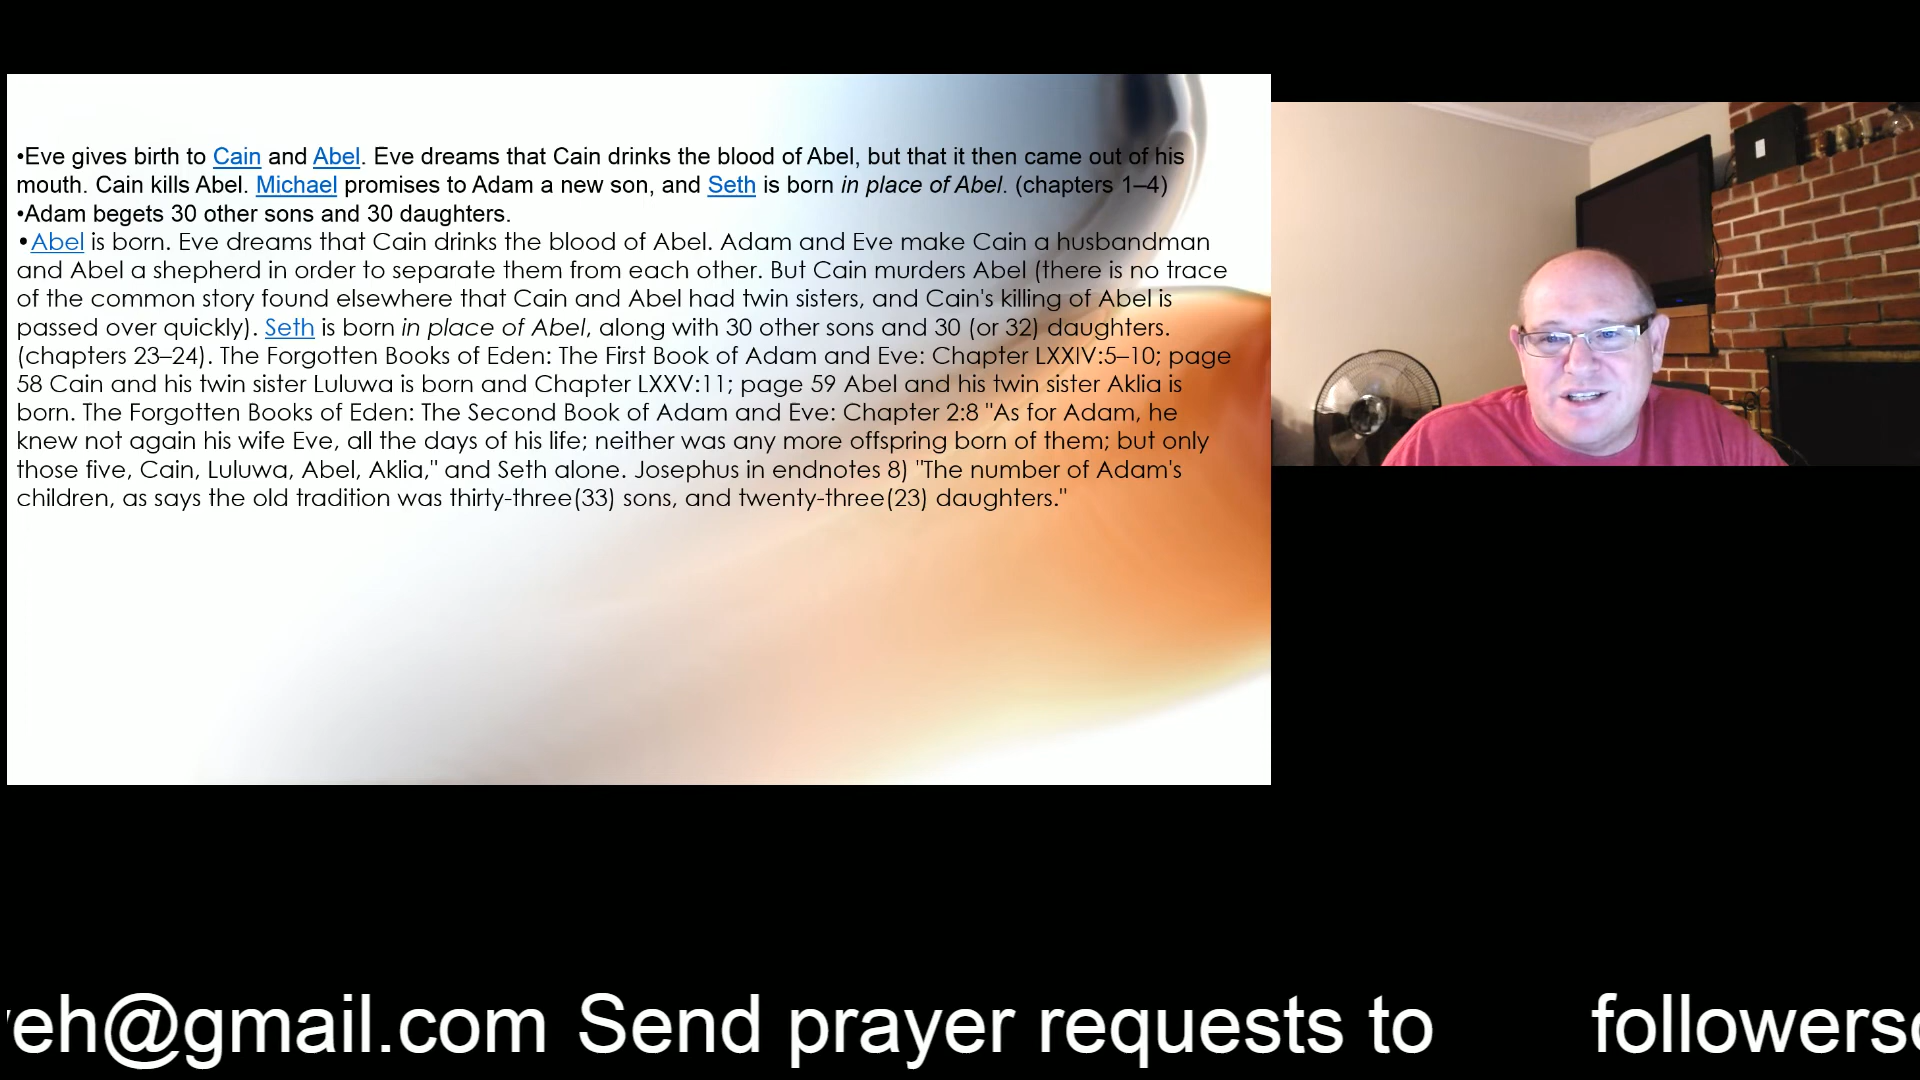 •Eve gives birth to Cain and Abel. Eve dreams that Cain drinks the blood of Abel, but that it then came out of his
mouth. Cain kills Abel. Michael promises to Adam a new son, and Seth is born in place of Abel. (chapters 1–4)
•Adam begets 30 other sons and 30 daughters.
•Abel is born. Eve dreams that Cain drinks the blood of Abel. Adam and Eve make Cain a husbandman
and Abel a shepherd in order to separate them from each other. But Cain murders Abel (there is no trace
of the common story found elsewhere that Cain and Abel had twin sisters, and Cain's killing of Abel is
passed over quickly). Seth is born in place of Abel, along with 30 other sons and 30 (or 32) daughters.
(chapters 23–24). The Forgotten Books of Eden: The First Book of Adam and Eve: Chapter LXXIV:5–10; page
58 Cain and his twin sister Luluwa is born and Chapter LXXV:11; page 59 Abel and his twin sister Aklia is
born. The Forgotten Books of Eden: The Second Book of Adam and Eve: Chapter 2:8 "As for Adam, he
knew not again his wife Eve, all the days of his life; neither was any more offspring born of them; but only
those five, Cain, Luluwa, Abel, Aklia," and Seth alone. Josephus in endnotes 8) "The number of Adam's
children, as says the old tradition was thirty-three(33) sons, and twenty-three(23) daughters."
eh@gmail.com Send prayer requests to followers